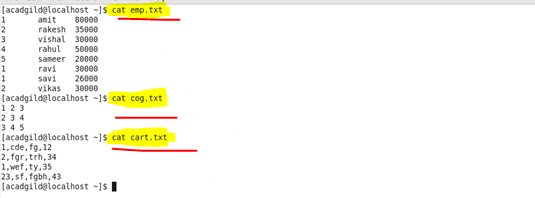 [acadgild@localhost ~]$ cat emp.txt
1 amit 80000
2 rakesh 35000
3 vishal 30000
4 rahul 50000
5 sameer 20000
1 ravi 30000
1 savi 26000
2 vikas 30000
[acadgild@localhost ~]$ cat cog.txt
1 2 3
2 3 4
3 4 5
[acadgild@localhost ~]$ cat cart.txt
1,cde,fg,12
2,fgr,trh,34
1,wef,ty,35
23,sf,fgbh,43
[acadgild@localhost ~]$